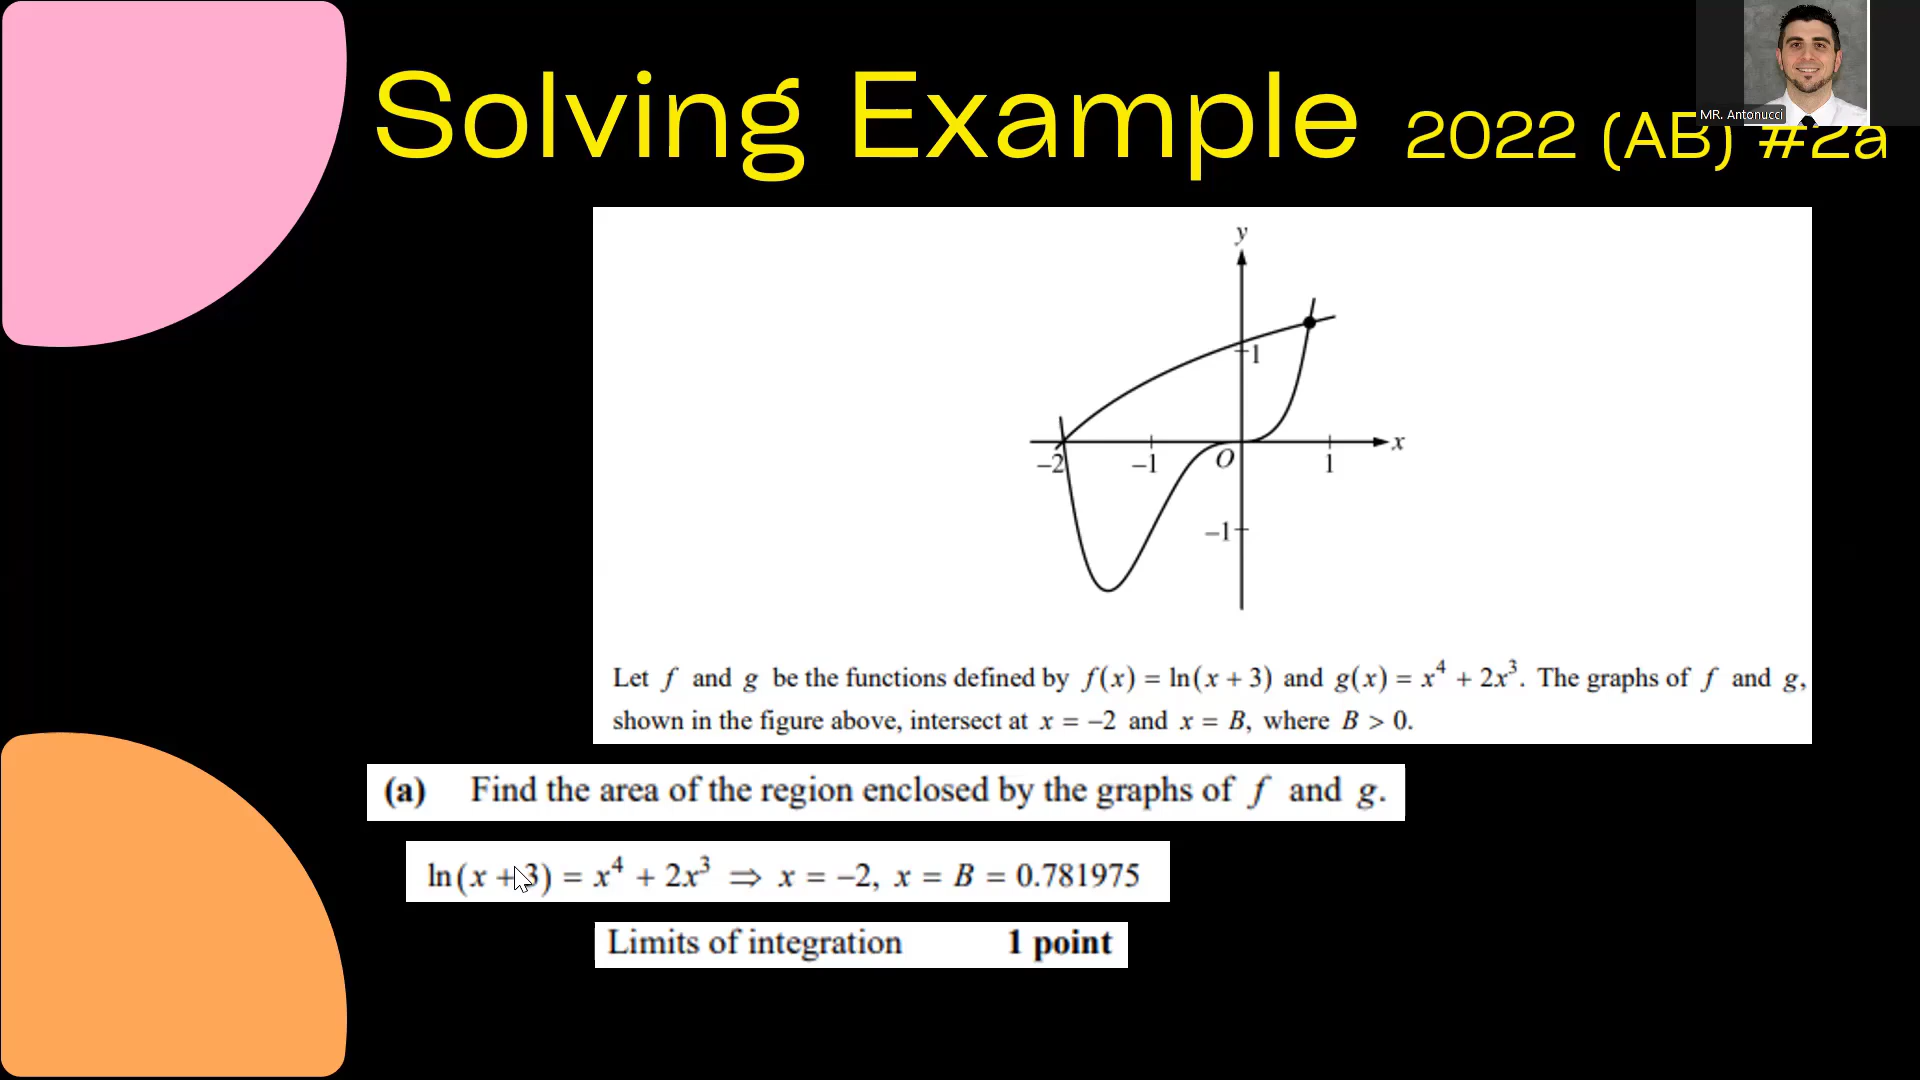 Solving Example 2022 (AB) #2a
MR. Antonucci
y
1
-2
-1
O
1
x
-1
Let f and g be the functions defined by f(x) = ln(x + 3) and g(x) = x⁴ + 2x³. The graphs of f and g,
shown in the figure above, intersect at x = −2 and x = B, where B > 0.
(a) Find the area of the region enclosed by the graphs of f and g.
ln(x + 3) = x⁴ + 2x³ ⇒ x = −2, x = B = 0.781975
Limits of integration 1 point